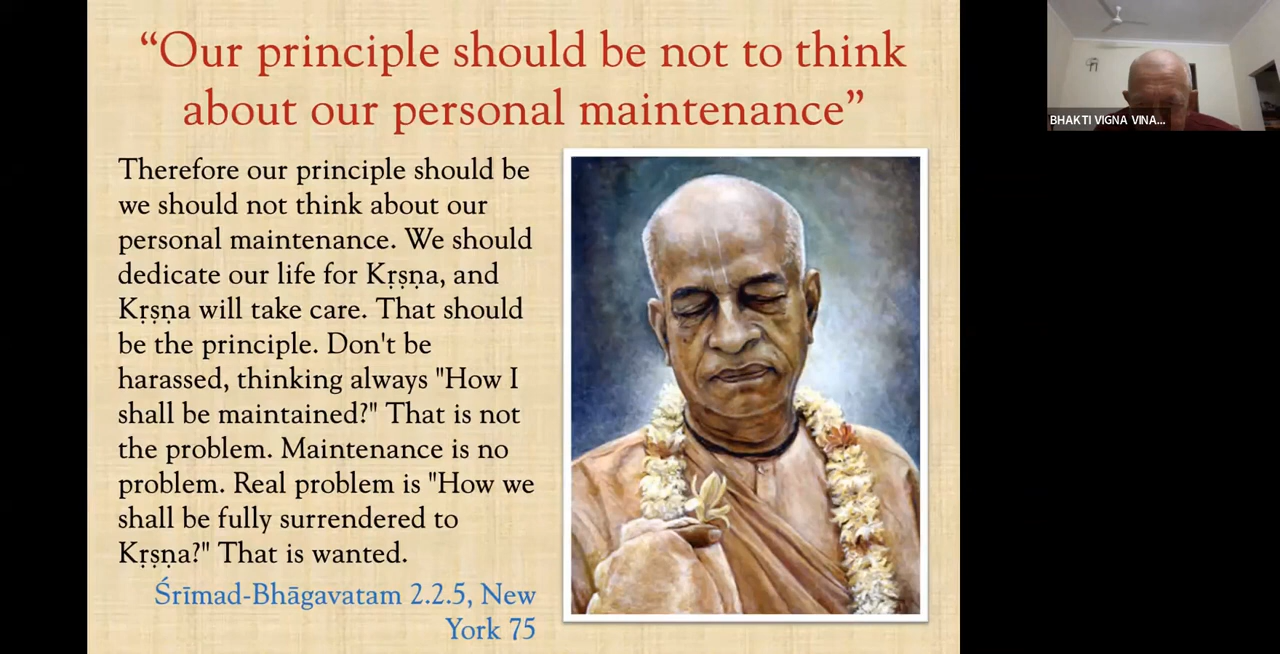 “Our principle should be not to think
about our personal maintenance”
Therefore our principle should be
we should not think about our
personal maintenance. We should
dedicate our life for Kṛṣṇa, and
Kṛṣṇa will take care. That should
be the principle. Don't be
harassed, thinking always "How I
shall be maintained?" That is not
the problem. Maintenance is no
problem. Real problem is "How we
shall be fully surrendered to
Kṛṣṇa?" That is wanted.
Śrīmad-Bhāgavatam 2.2.5, New
York 75
BHAKTI VIGNA VINA...